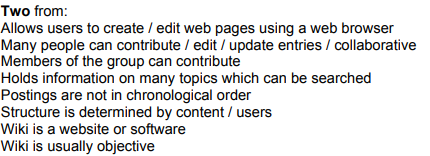 Two from:
Allows users to create / edit web pages using a web browser
Many people can contribute / edit / update entries / collaborative
Members of the group can contribute
Holds information on many topics which can be searched
Postings are not in chronological order
Structure is determined by content / users
Wiki is a website or software
Wiki is usually objective